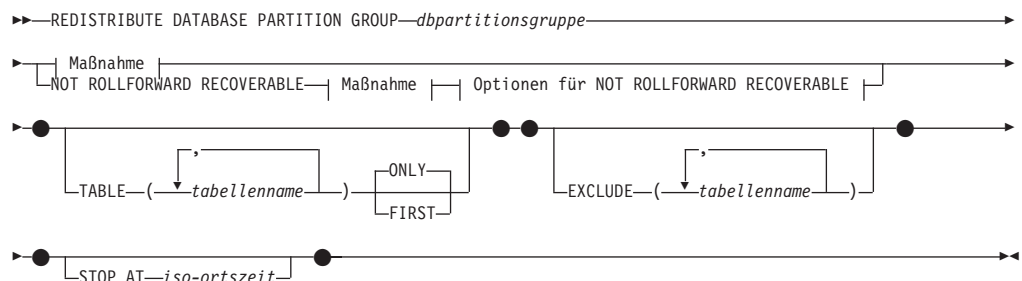 REDISTRIBUTE DATABASE PARTITION GROUP dbpartitionsgruppe
Maßnahme
NOT ROLLFORWARD RECOVERABLE Maßnahme Optionen für NOT ROLLFORWARD RECOVERABLE
, ,
ONLY
TABLE ( tabellenname ) EXCLUDE ( tabellenname )
FIRST
STOP AT iso-ortszeit